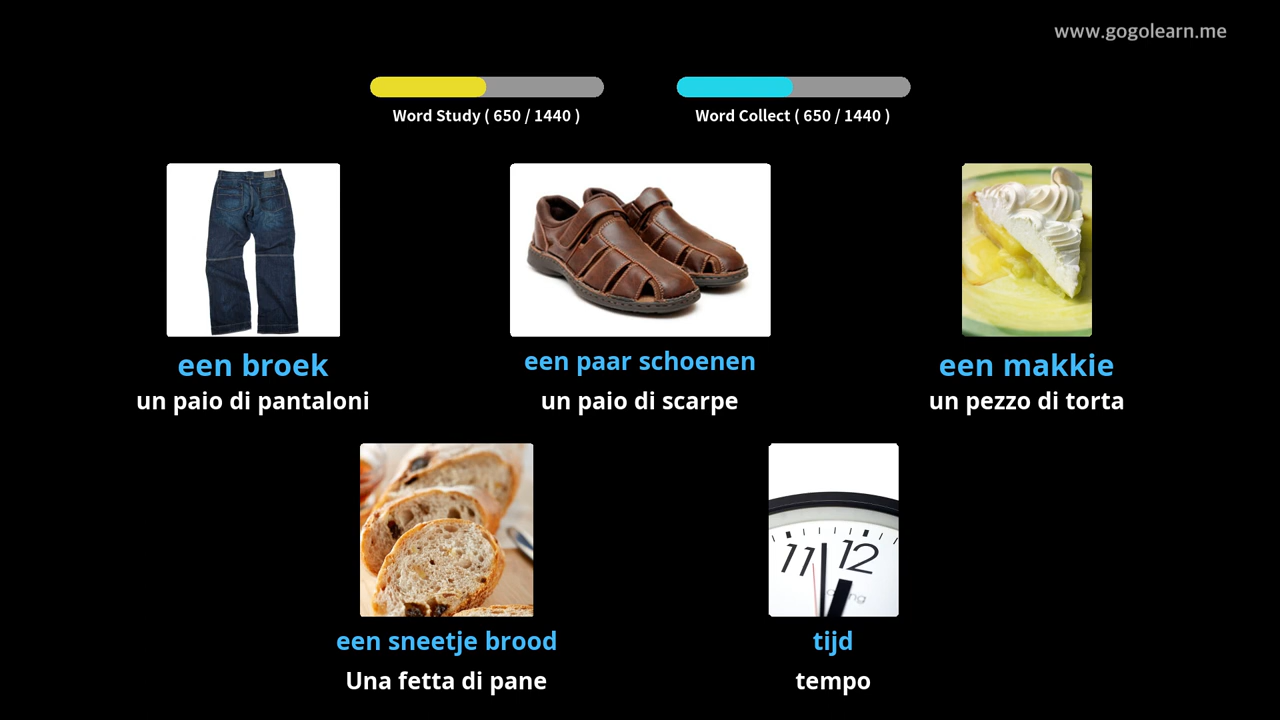 www.gogolearn.me
Word Study ( 650 / 1440 )
Word Collect ( 650 / 1440 )
een broek
un paio di pantaloni
een paar schoenen
un paio di scarpe
een makkie
un pezzo di torta
11 12
een sneetje brood
Una fetta di pane
tijd
tempo